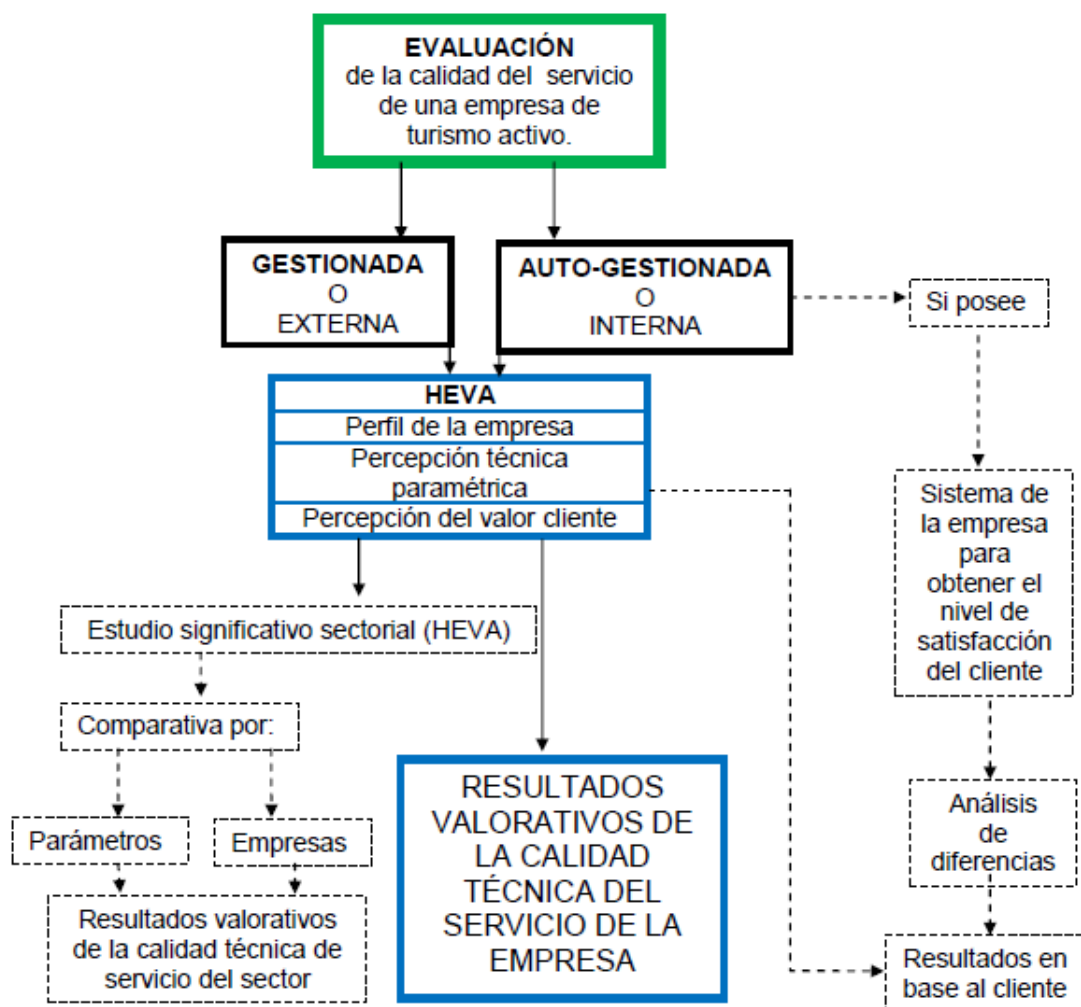 EVALUACIÓN
de la calidad del servicio
de una empresa de
turismo activo.
GESTIONADA
O
EXTERNA
AUTO-GESTIONADA
O
INTERNA
Si posee
HEVA
Perfil de la empresa
Percepción técnica
paramétrica
Percepción del valor cliente
Sistema de
la empresa
para
obtener el
nivel de
satisfacción
del cliente
Estudio significativo sectorial (HEVA)
Comparativa por:
Parámetros
Empresas
Resultados valorativos
de la calidad técnica de
servicio del sector
RESULTADOS
VALORATIVOS DE
LA CALIDAD
TÉCNICA DEL
SERVICIO DE LA
EMPRESA
Análisis
de
diferencias
Resultados en
base al cliente